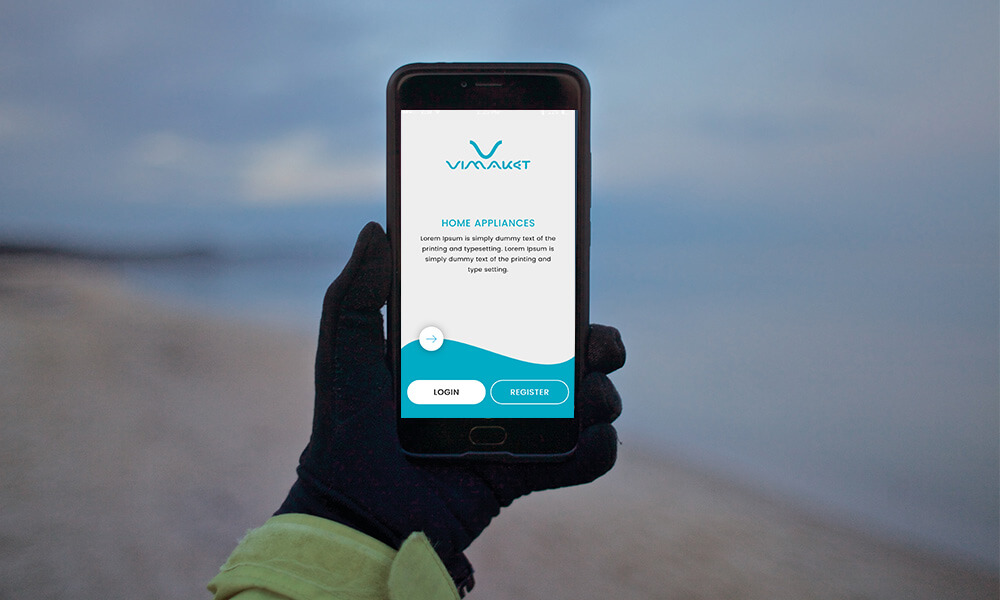 VIMAKET
HOME APPLIANCES
Lorem Ipsum is simply dummy text of the
printing and typesetting. Lorem Ipsum is
simply dummy text of the printing and
type setting.
LOGIN
REGISTER